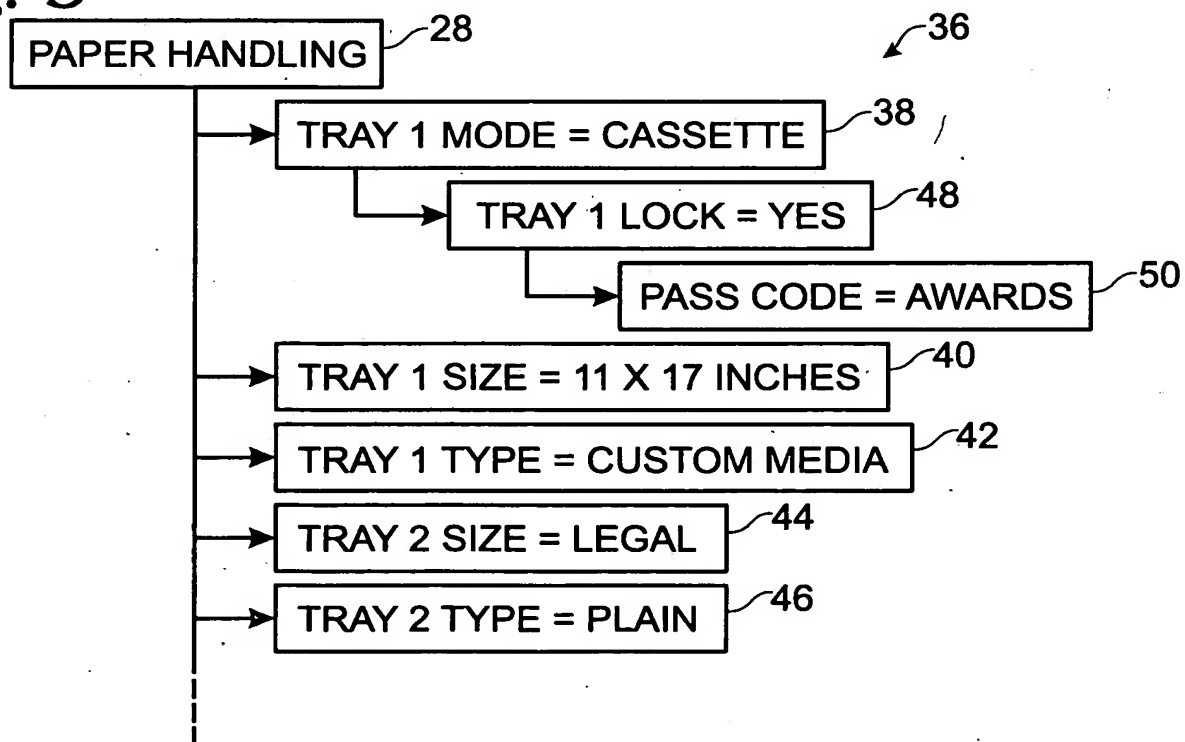 PAPER HANDLING 28
36
TRAY 1 MODE = CASSETTE 38
TRAY 1 LOCK = YES 48
PASS CODE = AWARDS 50
TRAY 1 SIZE = 11 X 17 INCHES 40
TRAY 1 TYPE = CUSTOM MEDIA 42
TRAY 2 SIZE = LEGAL 44
TRAY 2 TYPE = PLAIN 46